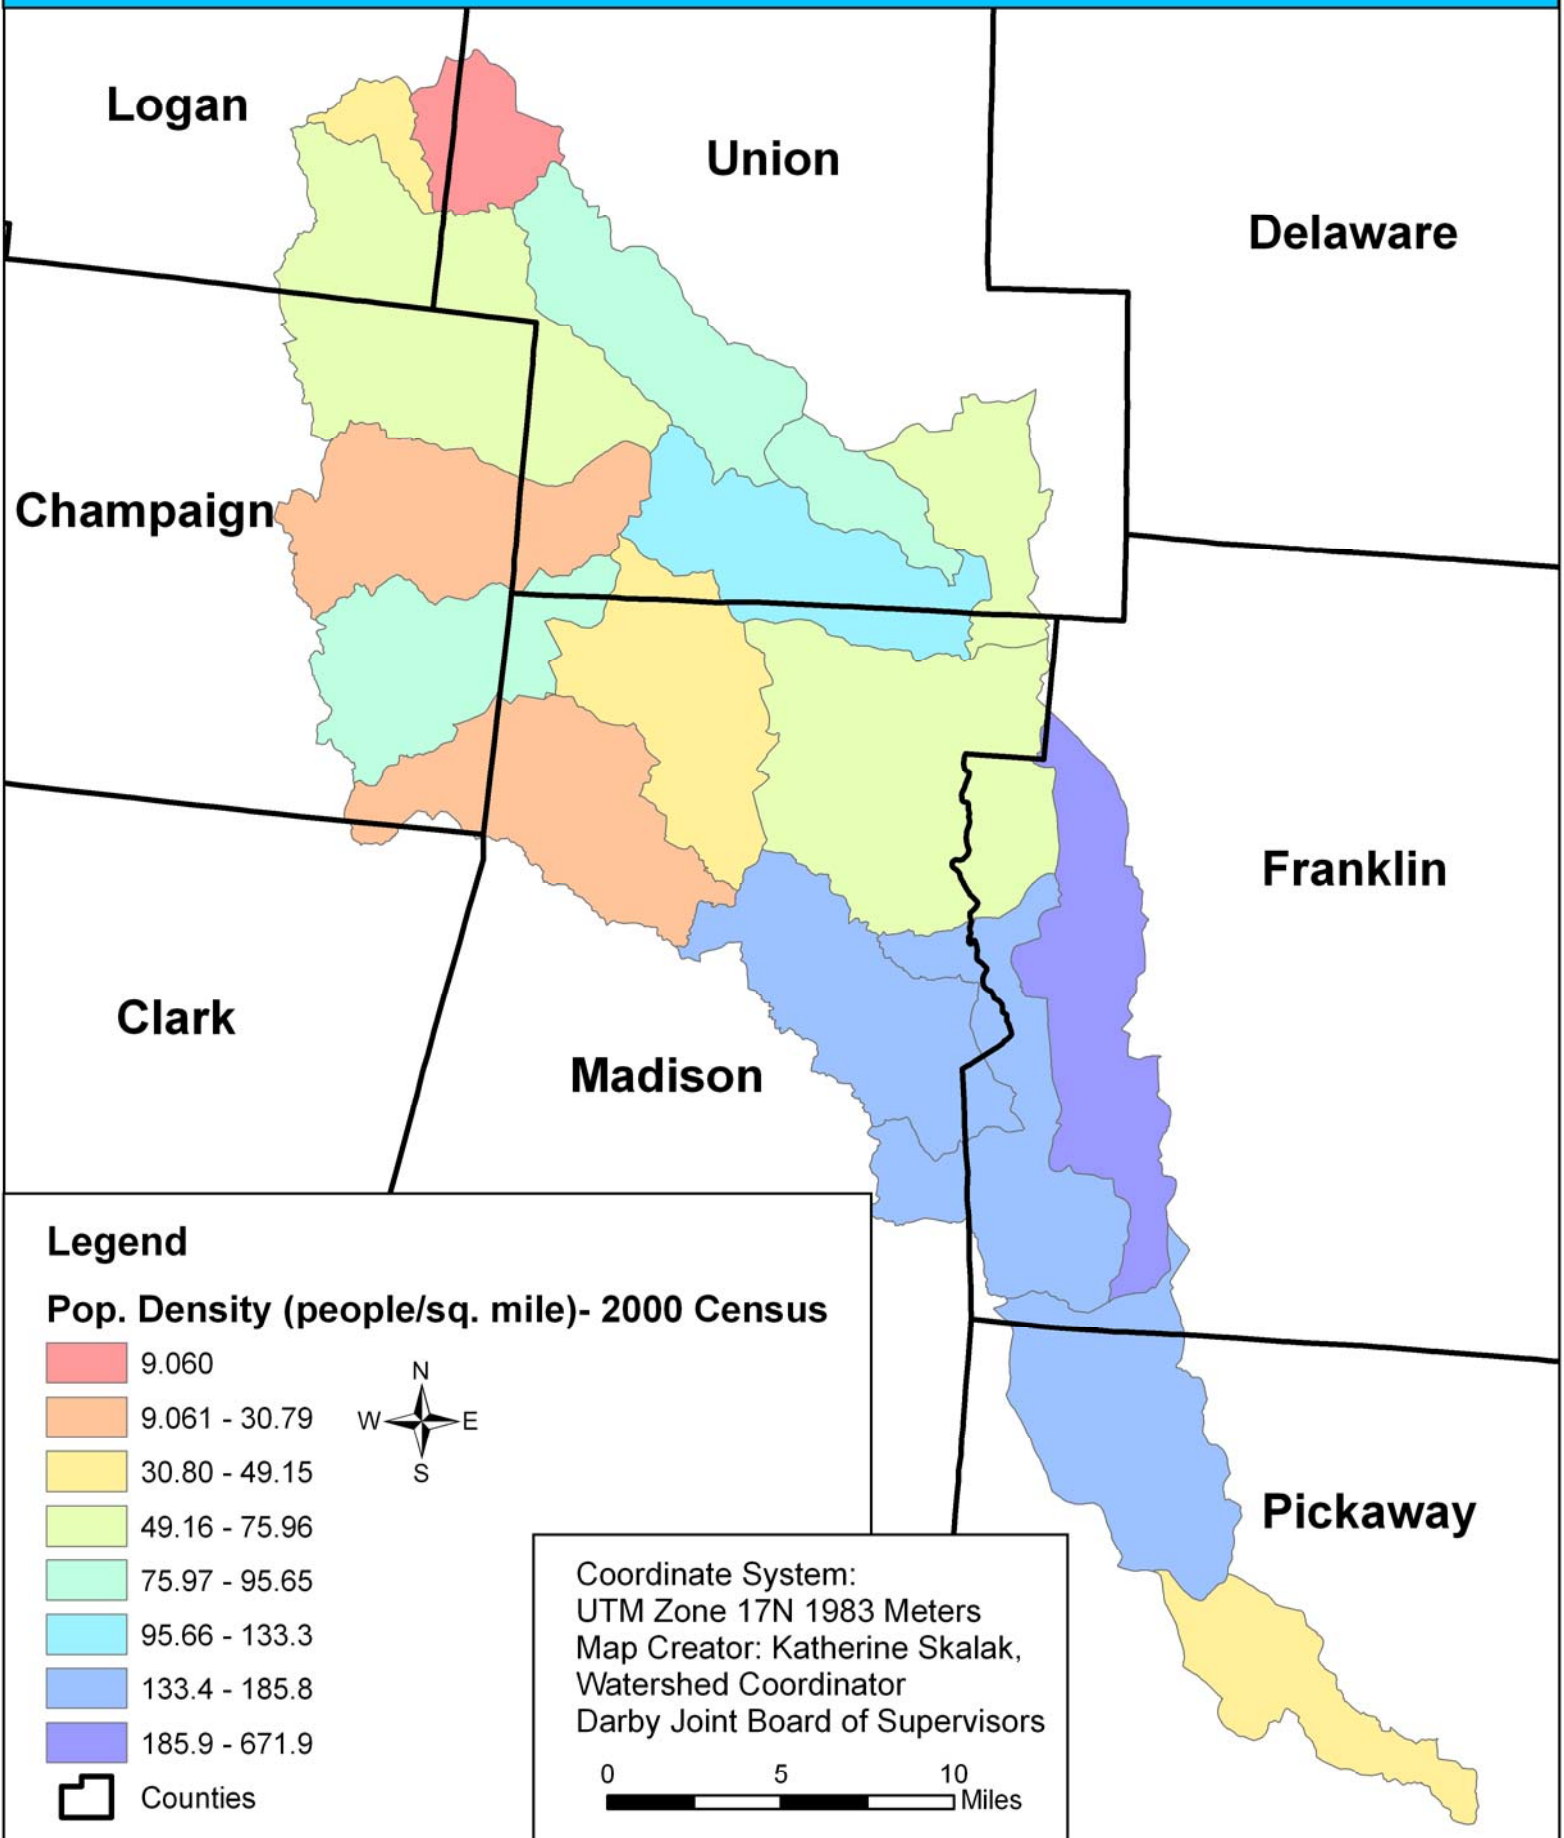 Logan
Union
Delaware
Champaign
Franklin
Clark
Madison
Pickaway
Legend
Pop. Density (people/sq. mile)- 2000 Census
9.060
9.061 - 30.79
30.80 - 49.15
49.16 - 75.96
75.97 - 95.65
95.66 - 133.3
133.4 - 185.8
185.9 - 671.9
Counties
N
W E
S
Coordinate System:
UTM Zone 17N 1983 Meters
Map Creator: Katherine Skalak,
Watershed Coordinator
Darby Joint Board of Supervisors
0 5 10
Miles